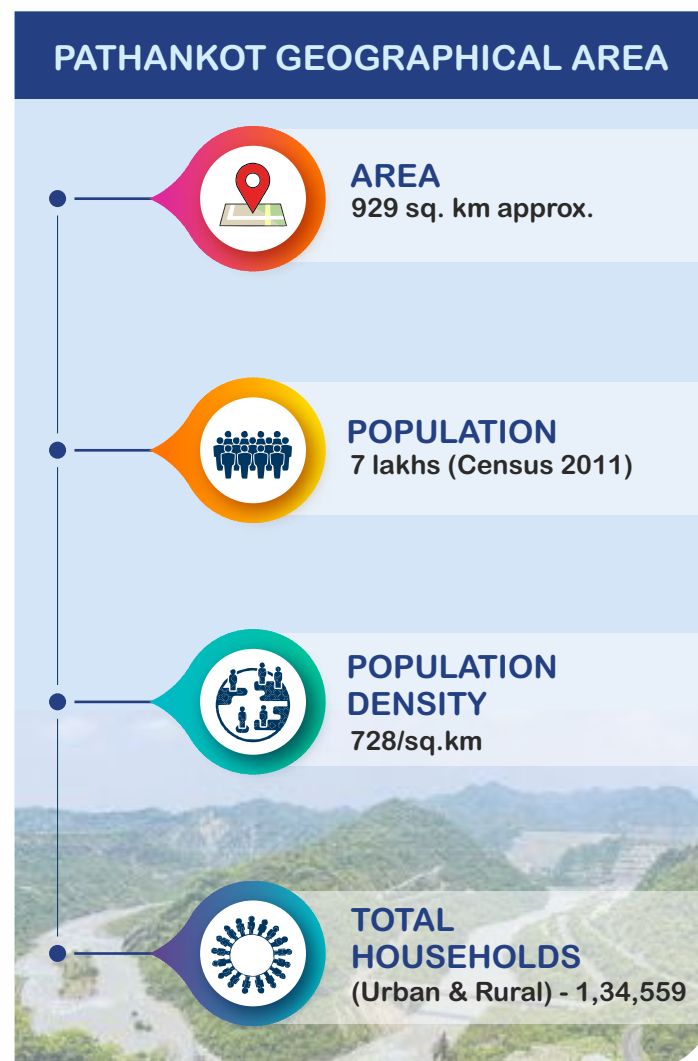 PATHANKOT GEOGRAPHICAL AREA
AREA
929 sq. km approx.
POPULATION
7 lakhs (Census 2011)
POPULATION
DENSITY
728/sq.km
TOTAL
HOUSEHOLDS
(Urban & Rural) - 1,34,559